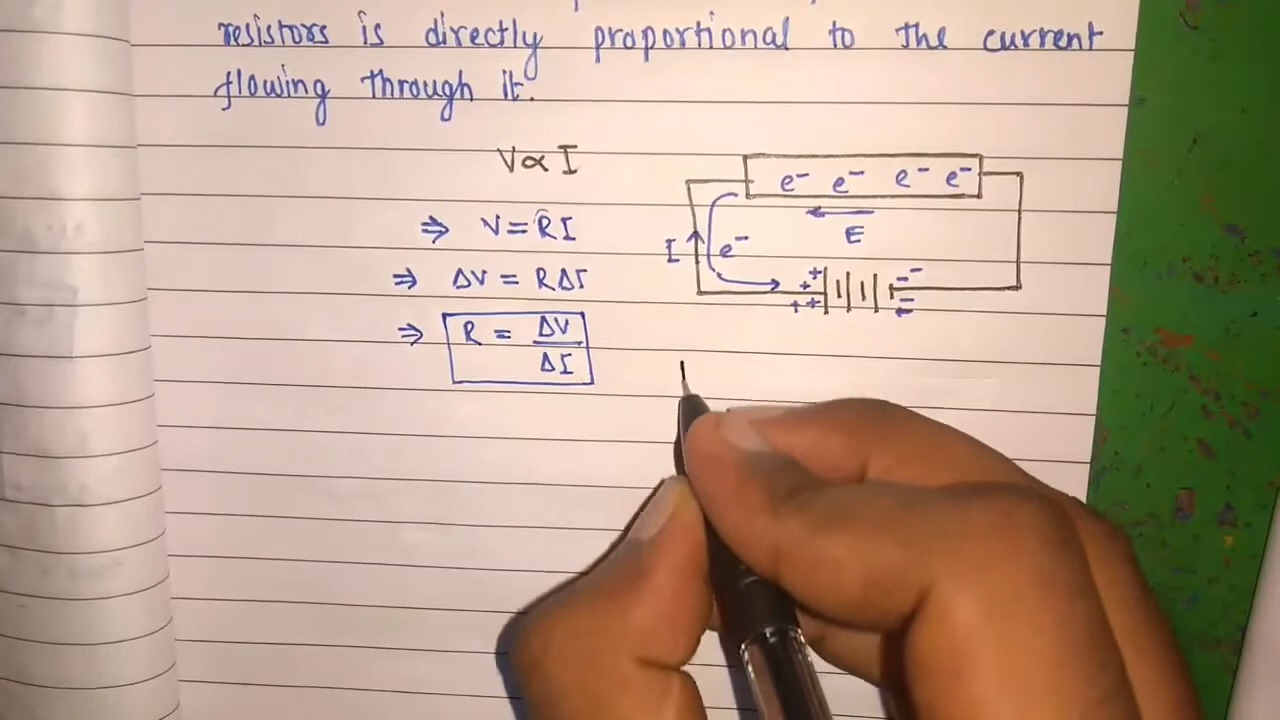 resistors is directly proportional to the current
flowing through it.
V∝I
⇒ V=RI
⇒ ΔV = RΔI
⇒ R = ΔV/ΔI
e⁻ e⁻ e⁻ e⁻
E
I
e⁻
+ + + +
- - - -